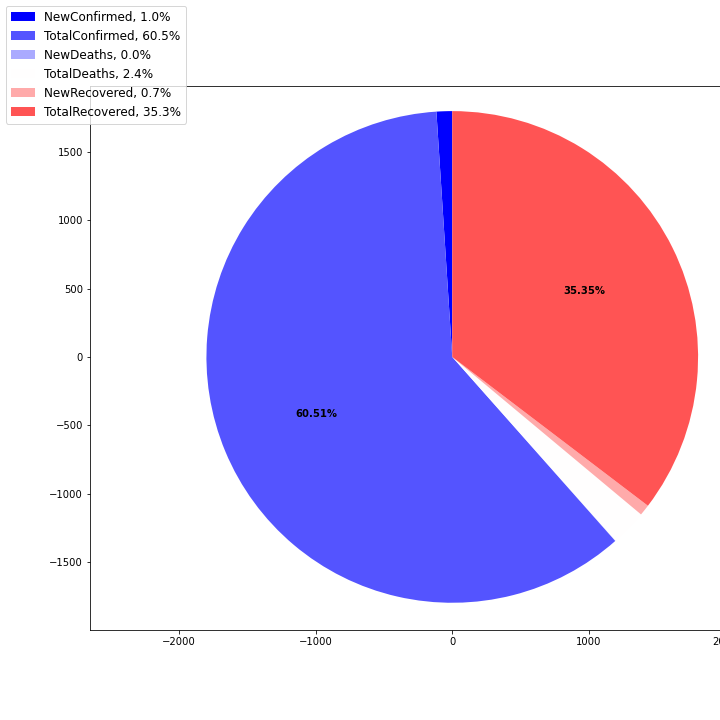 NewConfirmed, 1.0%
TotalConfirmed, 60.5%
NewDeaths, 0.0%
TotalDeaths, 2.4%
NewRecovered, 0.7%
TotalRecovered, 35.3%
1500
1000
500
0
−500
−1000
−1500
35.35%
60.51%
−2000
−1000
0
1000